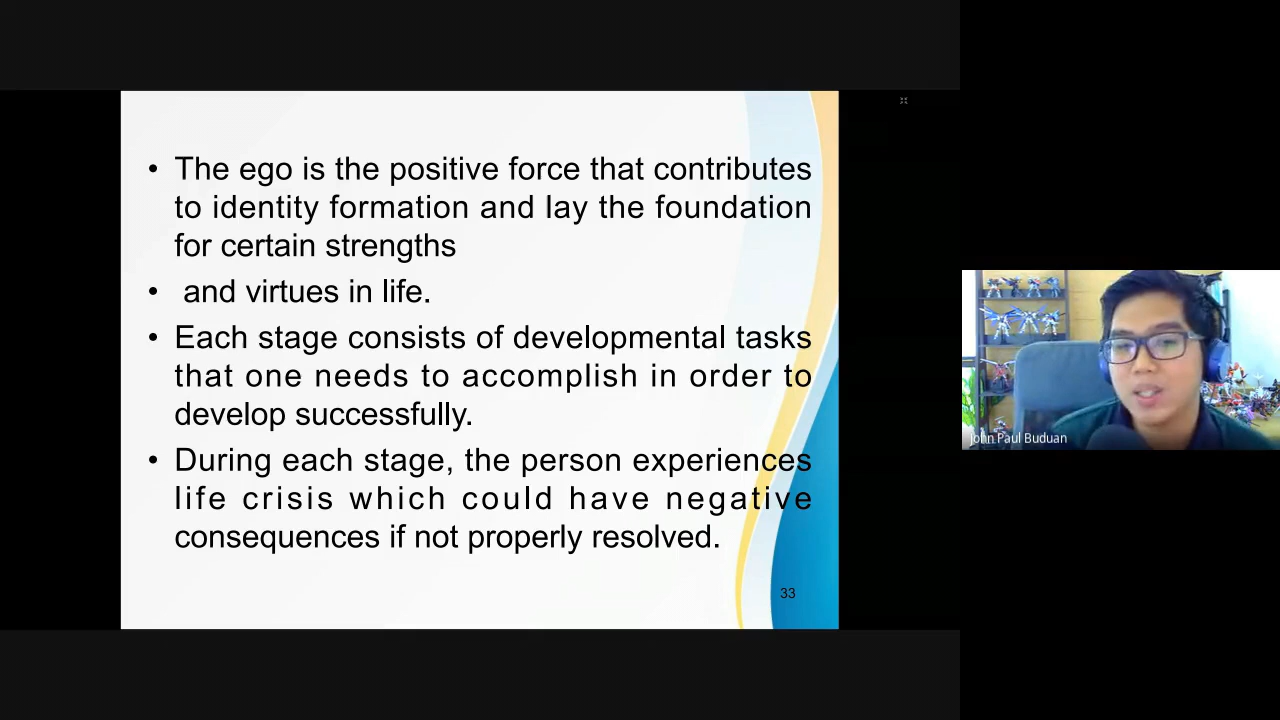 • The ego is the positive force that contributes
to identity formation and lay the foundation
for certain strengths
• and virtues in life.
• Each stage consists of developmental tasks
that one needs to accomplish in order to
develop successfully.
• During each stage, the person experiences
life crisis which could have negative
consequences if not properly resolved.
33
John Paul Buduan